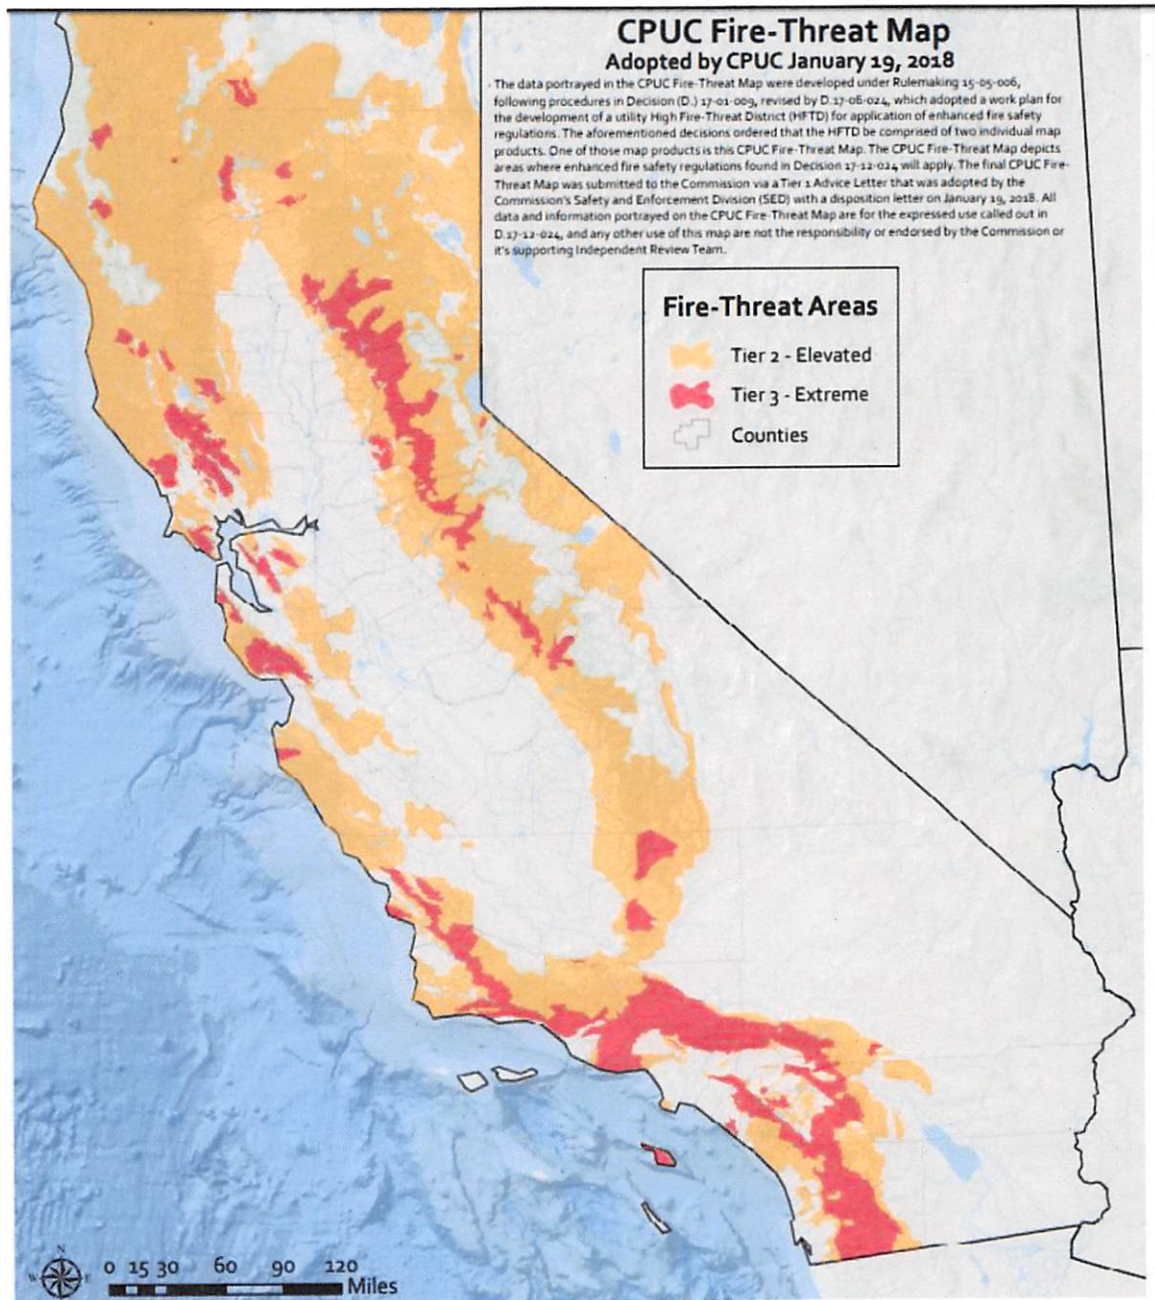 CPUC Fire-Threat Map
Adopted by CPUC January 19, 2018
The data portrayed in the CPUC Fire-Threat Map were developed under Rulemaking 15-05-006,
following procedures in Decision (D.) 17-01-009, revised by D.17-06-024, which adopted a work plan for
the development of a utility High Fire-Threat District (HFTD) for application of enhanced fire safety
regulations. The aforementioned decisions ordered that the HFTD be comprised of two individual map
products. One of those map products is this CPUC Fire-Threat Map. The CPUC Fire-Threat Map depicts
areas where enhanced fire safety regulations found in Decision 17-12-024 will apply. The final CPUC Fire-
Threat Map was submitted to the Commission via a Tier 1 Advice Letter that was adopted by the
Commission's Safety and Enforcement Division (SED) with a disposition letter on January 19, 2018. All
data and information portrayed on the CPUC Fire-Threat Map are for the expressed use called out in
D.17-12-024, and any other use of this map are not the responsibility or endorsed by the Commission or
it's supporting Independent Review Team.
Fire-Threat Areas
Tier 2 - Elevated
Tier 3 - Extreme
Counties
N
W E
0 15 30 60 90 120
Miles